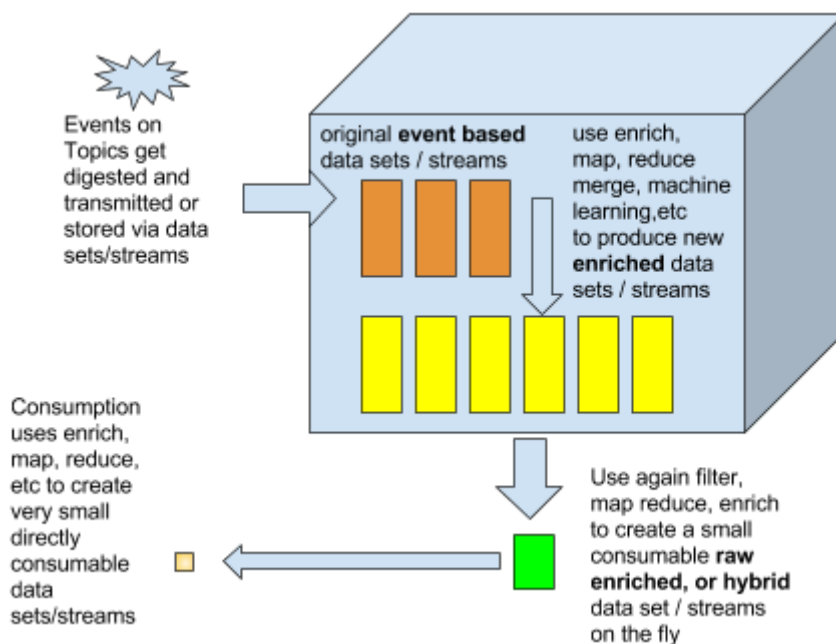 Events on
Topics get
digested and
transmitted or
stored via data
sets/streams
original event based
data sets / streams
use enrich,
map, reduce
merge, machine
learning,etc
to produce new
enriched data
sets / streams
Use again filter,
map reduce, enrich
to create a small
consumable raw
enriched, or hybrid
data set / streams
on the fly
Consumption
uses enrich,
map, reduce,
etc to create
very small
directly
consumable
data
sets/streams